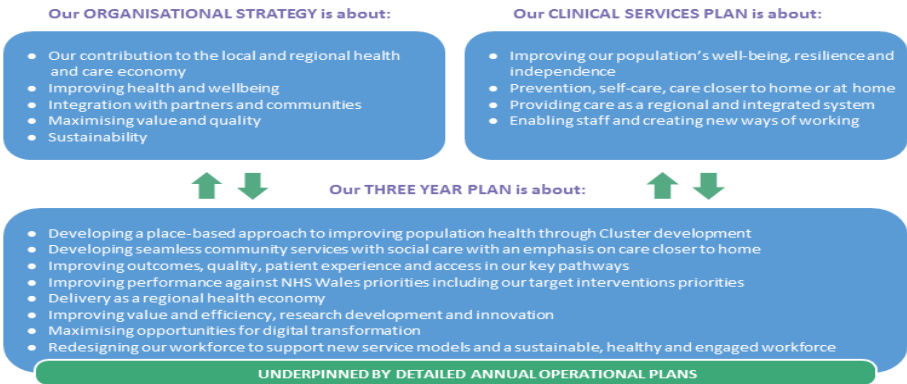 Our ORGANISATIONAL STRATEGY is about:
● Our contribution to the local and regional health
and care economy
● Improving health and wellbeing
● Integration with partners and communities
● Maximising value and quality
● Sustainability
Our CLINICAL SERVICES PLAN is about:
● Improving our population's well-being, resilience and
independence
● Prevention, self-care, care closer to home or at home
● Providing care as a regional and integrated system
● Enabling staff and creating new ways of working
Our THREE YEAR PLAN is about:
● Developing a place-based approach to improving population health through Cluster development
● Developing seamless community services with social care with an emphasis on care closer to home
● Improving outcomes, quality, patient experience and access in our key pathways
● Improving performance against NHS Wales priorities including our target interventions priorities
● Delivery as a regional health economy
● Improving value and efficiency, research development and innovation
● Maximising opportunities for digital transformation
● Redesigning our workforce to support new service models and a sustainable, healthy and engaged workforce
UNDERPINNED BY DETAILED ANNUAL OPERATIONAL PLANS